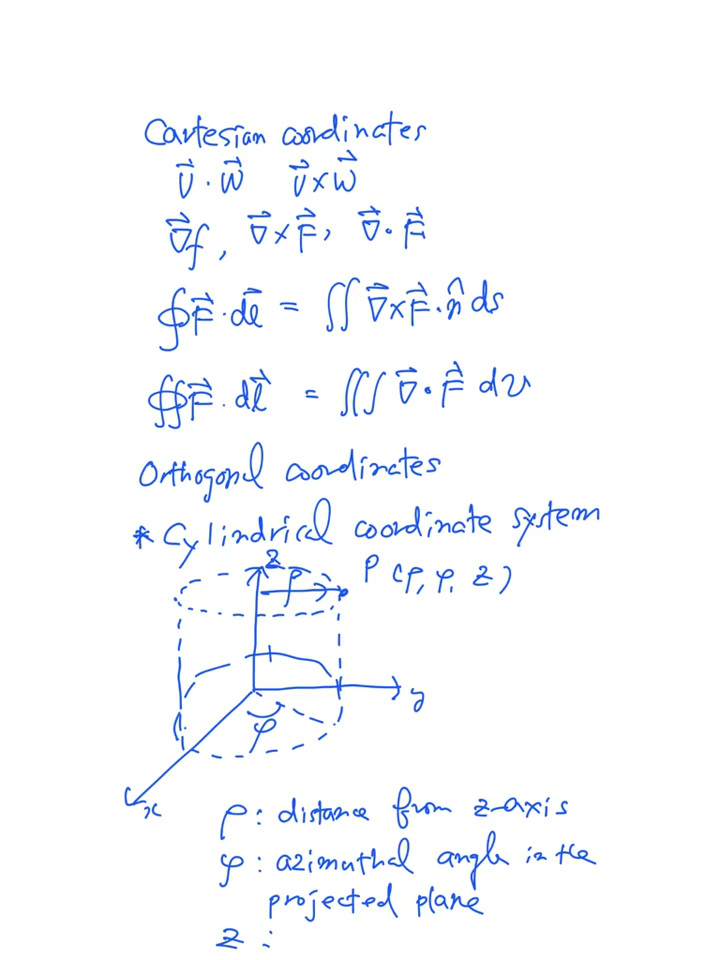 Cartesian coordinates
v⃗ · w⃗   v⃗ × w⃗
∇⃗f, ∇⃗×F⃗, ∇⃗·F⃗
∮F⃗·dl⃗ = ∬ ∇⃗×F⃗·n̂ ds
∯F⃗·dl⃗ = ∭ ∇⃗·F⃗ dv
Orthogonal coordinates
* Cylindrical coordinate system
z
ρ
P (ρ, φ, z)
y
φ
x
ρ: distance from z-axis
φ: azimuthal angle in the
projected plane
z: